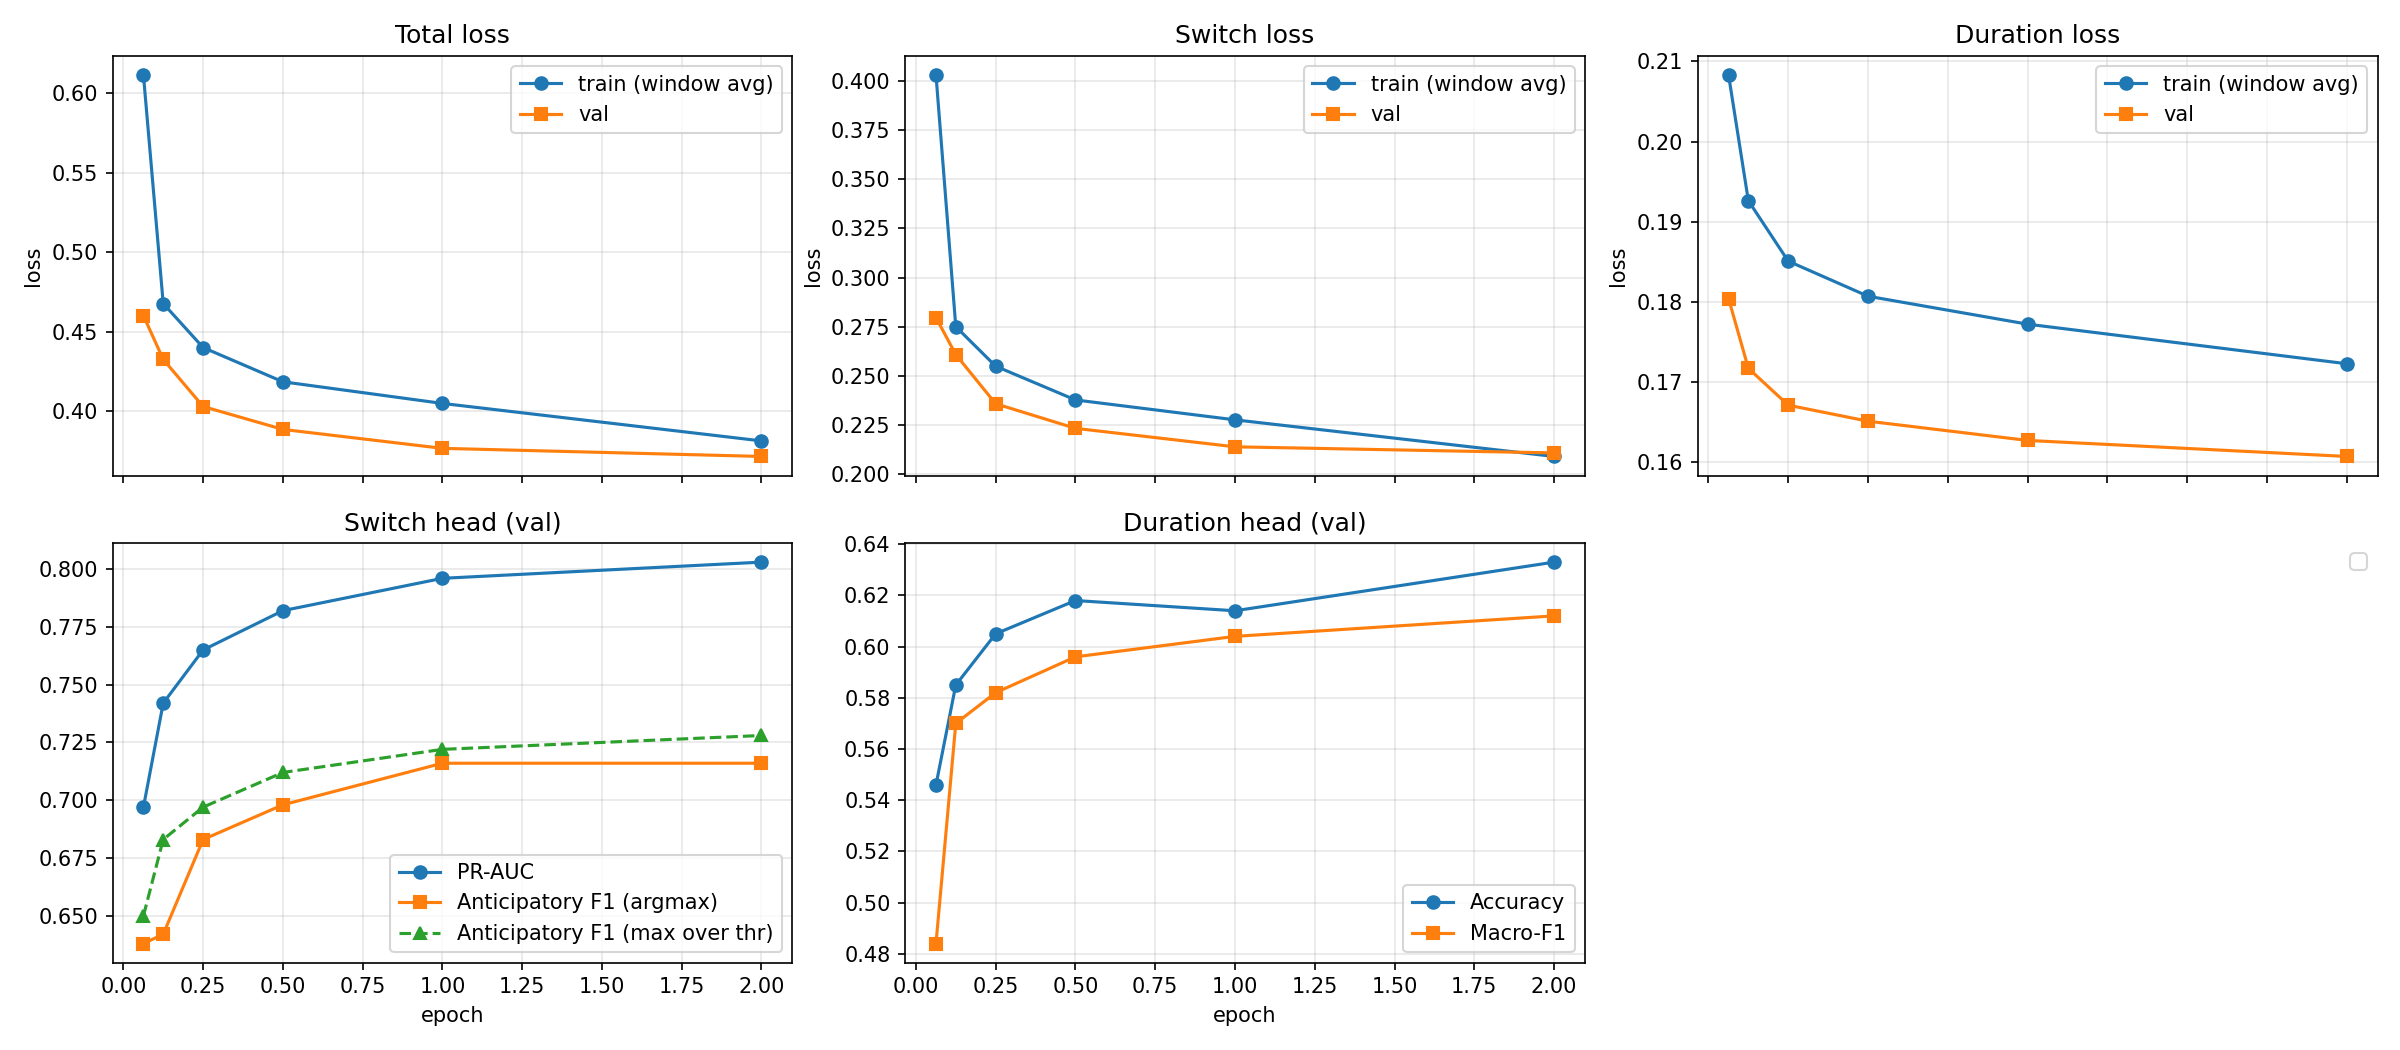 Total loss
Switch loss
Duration loss
train (window avg)
val
train (window avg)
val
train (window avg)
val
loss
0.60
0.55
0.50
0.45
0.40
loss
0.400
0.375
0.350
0.325
0.300
0.275
0.250
0.225
0.200
loss
0.21
0.20
0.19
0.18
0.17
0.16
Switch head (val)
0.800
0.775
0.750
0.725
0.700
0.675
0.650
PR-AUC
Anticipatory F1 (argmax)
Anticipatory F1 (max over thr)
0.00 0.25 0.50 0.75 1.00 1.25 1.50 1.75 2.00
epoch
Duration head (val)
0.64
0.62
0.60
0.58
0.56
0.54
0.52
0.50
0.48
Accuracy
Macro-F1
0.00 0.25 0.50 0.75 1.00 1.25 1.50 1.75 2.00
epoch